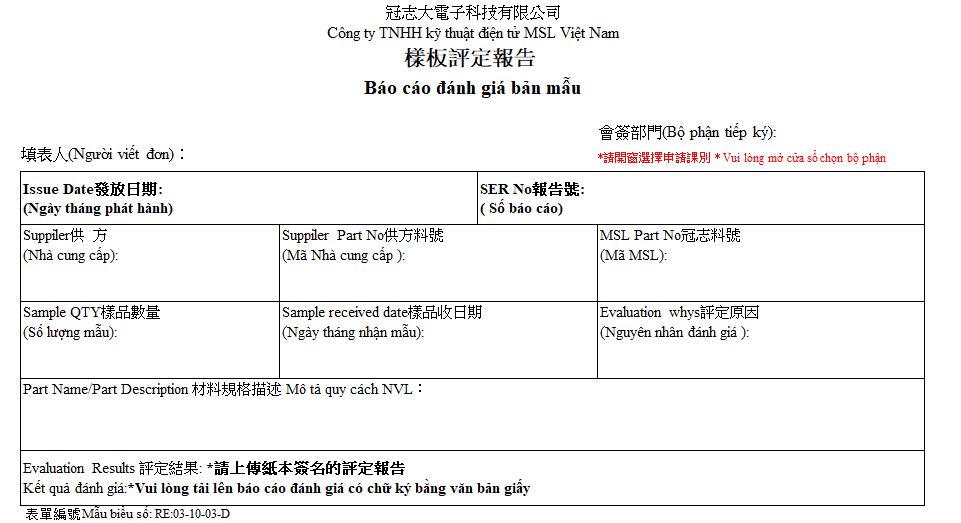 冠志大電子科技有限公司
Công ty TNHH kỹ thuật điện tử MSL Việt Nam
樣板評定報告
Báo cáo đánh giá bản mẫu
會簽部門(Bộ phận tiếp ký):
填表人(Người viết đơn)：
*請開窗選擇申請課別 * Vui lòng mở cửa sổ chọn bộ phận
Issue Date發放日期:
(Ngày tháng phát hành)
SER No報告號:
( Số báo cáo)
Suppiler供 方
(Nhà cung cấp):
Suppiler Part No供方料號
(Mã Nhà cung cấp ):
MSL Part No冠志料號
(Mã MSL):
Sample QTY樣品數量
(Số lượng mẫu):
Sample received date樣品收日期
(Ngày tháng nhận mẫu):
Evaluation whys評定原因
(Nguyên nhân đánh giá ):
Part Name/Part Description 材料規格描述 Mô tả quy cách NVL：
Evaluation Results 評定結果: *請上傳紙本簽名的評定報告
Kết quả đánh giá:*Vui lòng tải lên báo cáo đánh giá có chữ ký bằng văn bản giấy
表單編號Mẫu biểu số: RE:03-10-03-D